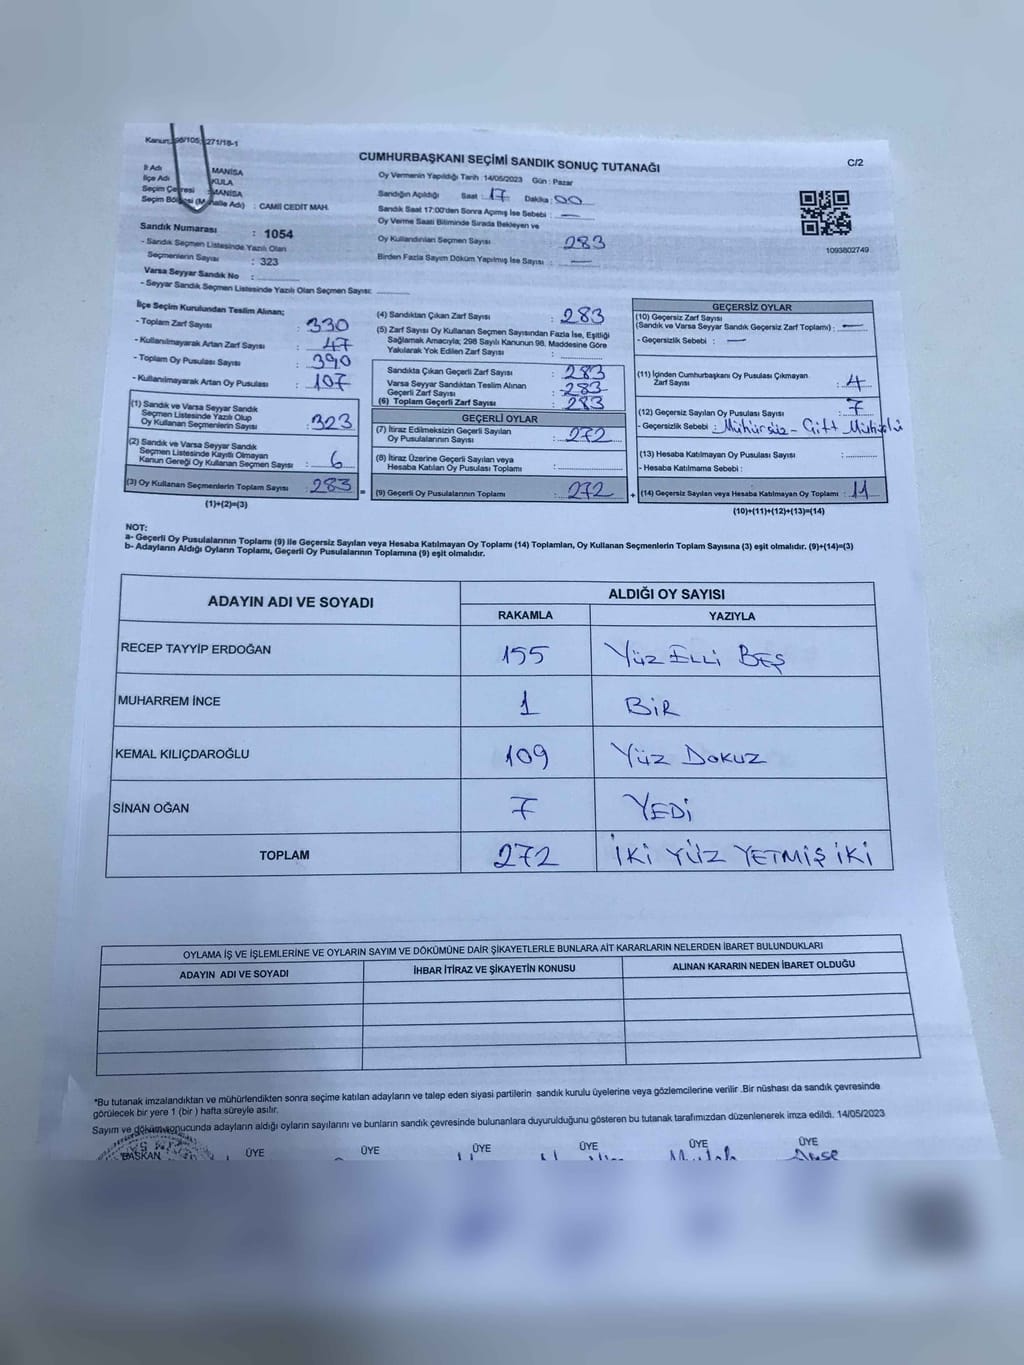 Kanun: 98/105; 271/18-1
CUMHURBAŞKANI SEÇİMİ SANDIK SONUÇ TUTANAĞI
C/2
İl Adı : MANİSA
İlçe Adı : KULA
Seçim Çevresi : MANİSA
Seçim Bölgesi (Mahalle Adı) : CAMİİ CEDİT MAH.
Oy Vermenin Yapıldığı Tarih : 14/05/2023 Gün : Pazar
Sandığın Açıldığı Saat : 17 Dakika : 00
Sandık Saat 17:00'den Sonra Açımış İse Sebebi : —
Oy Verme Saati Bitiminde Sırada Bekleyen ve
Oy Kullandırılan Seçmen Sayısı 283
Birden Fazla Sayım Döküm Yapılmış İse Sayısı : —
1093802749
Sandık Numarası : 1054
- Sandık Seçmen Listesinde Yazılı Olan
Seçmenlerin Sayısı : 323
Varsa Seyyar Sandık No :
- Seyyar Sandık Seçmen Listesinde Yazılı Olan Seçmen Sayısı:
İlçe Seçim Kurulundan Teslim Alınan;
- Toplam Zarf Sayısı : 330
- Kullanılmayarak Artan Zarf Sayısı : 47
- Toplam Oy Pusulası Sayısı : 390
- Kullanılmayarak Artan Oy Pusulası : 107
(1) Sandık ve Varsa Seyyar Sandık
Seçmen Listesinde Yazılı Olup
Oy Kullanan Seçmenlerin Sayısı : 323
(2) Sandık ve Varsa Seyyar Sandık
Seçmen Listesinde Kayıtlı Olmayan
Kanun Gereği Oy Kullanan Seçmen Sayısı : 6
(3) Oy Kullanan Seçmenlerin Toplam Sayısı : 283
(1)+(2)=(3)
=
(4) Sandıktan Çıkan Zarf Sayısı : 283
(5) Zarf Sayısı Oy Kullanan Seçmen Sayısından Fazla İse, Eşitliği
Sağlamak Amacıyla; 298 Sayılı Kanunun 98. Maddesine Göre
Yakılarak Yok Edilen Zarf Sayısı :
Sandıkta Çıkan Geçerli Zarf Sayısı : 283
Varsa Seyyar Sandıktan Teslim Alınan
Geçerli Zarf Sayısı : 283
(6) Toplam Geçerli Zarf Sayısı : 283
GEÇERLİ OYLAR
(7) İtiraz Edilmeksizin Geçerli Sayılan
Oy Pusulalarının Sayısı : 272
(8) İtiraz Üzerine Geçerli Sayılan veya
Hesaba Katılan Oy Pusulası Toplamı :
(9) Geçerli Oy Pusulalarının Toplamı : 272
+
GEÇERSİZ OYLAR
(10) Geçersiz Zarf Sayısı
(Sandık ve Varsa Seyyar Sandık Geçersiz Zarf Toplamı) : —
- Geçersizlik Sebebi : —
(11) İçinden Cumhurbaşkanı Oy Pusulası Çıkmayan
Zarf Sayısı : 4
(12) Geçersiz Sayılan Oy Pusulası Sayısı : 7
- Geçersizlik Sebebi : Mühürsüz - Çift Mühürlü
(13) Hesaba Katılmayan Oy Pusulası Sayısı :
- Hesaba Katılmama Sebebi :
(14) Geçersiz Sayılan veya Hesaba Katılmayan Oy Toplamı : 11
(10)+(11)+(12)+(13)=(14)
NOT:
a- Geçerli Oy Pusulalarının Toplamı (9) ile Geçersiz Sayılan veya Hesaba Katılmayan Oy Toplamı (14) Toplamları, Oy Kullanan Seçmenlerin Toplam Sayısına (3) eşit olmalıdır. (9)+(14)=(3)
b- Adayların Aldığı Oyların Toplamı, Geçerli Oy Pusulalarının Toplamına (9) eşit olmalıdır.
ADAYIN ADI VE SOYADI
ALDIĞI OY SAYISI
RAKAMLA YAZIYLA
RECEP TAYYİP ERDOĞAN 155 Yüz ELLİ BEŞ
MUHARREM İNCE 1 BİR
KEMAL KILIÇDAROĞLU 109 Yüz DOKUZ
SİNAN OĞAN 7 YEDİ
TOPLAM 272 İKİ YÜZ YETMİŞ İKİ
OYLAMA İŞ VE İŞLEMLERİNE VE OYLARIN SAYIM VE DÖKÜMÜNE DAİR ŞİKAYETLERLE BUNLARA AİT KARARLARIN NELERDEN İBARET BULUNDUKLARI
ADAYIN ADI VE SOYADI İHBAR İTİRAZ VE ŞİKAYETİN KONUSU ALINAN KARARIN NEDEN İBARET OLDUĞU
*Bu tutanak imzalandıktan ve mühürlendikten sonra seçime katılan adayların ve talep eden siyasi partilerin sandık kurulu üyelerine veya gözlemcilerine verilir .Bir nüshası da sandık çevresinde
görülecek bir yere 1 (bir ) hafta süreyle asılır.
Sayım ve döküm sonucunda adayların aldığı oyların sayılarını ve bunların sandık çevresinde bulunanlara duyurulduğunu gösteren bu tutanak tarafımızdan düzenlenerek imza edildi. 14/05/2023
BAŞKAN ÜYE ÜYE ÜYE ÜYE ÜYE ÜYE